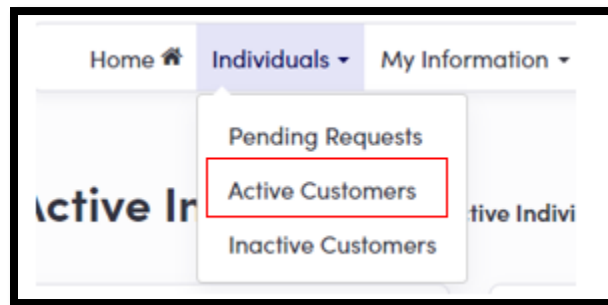 Home Individuals My Information
Pending Requests
Active Customers
Inactive Customers